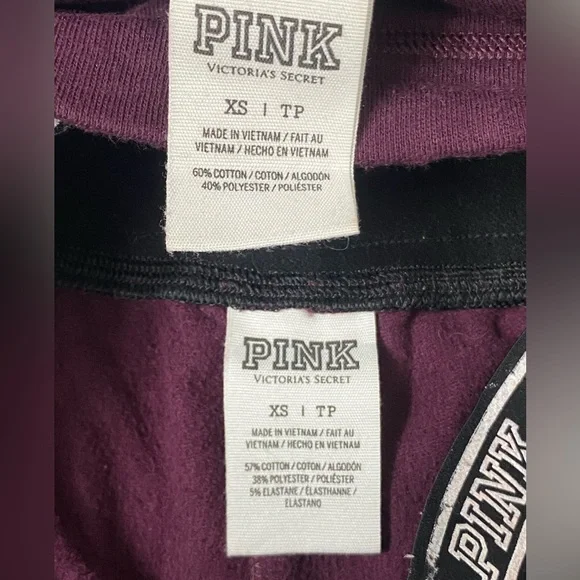 PINK
VICTORIA'S SECRET
XS | TP
MADE IN VIETNAM / FAIT AU
VIETNAM / HECHO EN VIETNAM
60% COTTON / COTON / ALGODÓN
40% POLYESTER / POLIÉSTER
PINK
VICTORIA'S SECRET
XS | TP
MADE IN VIETNAM / FAIT AU
VIETNAM / HECHO EN VIETNAM
57% COTTON / COTON / ALGODÓN
38% POLYESTER / POLIÉSTER
5% ELASTANE / ÉLASTHANNE /
ELASTANO
PINK